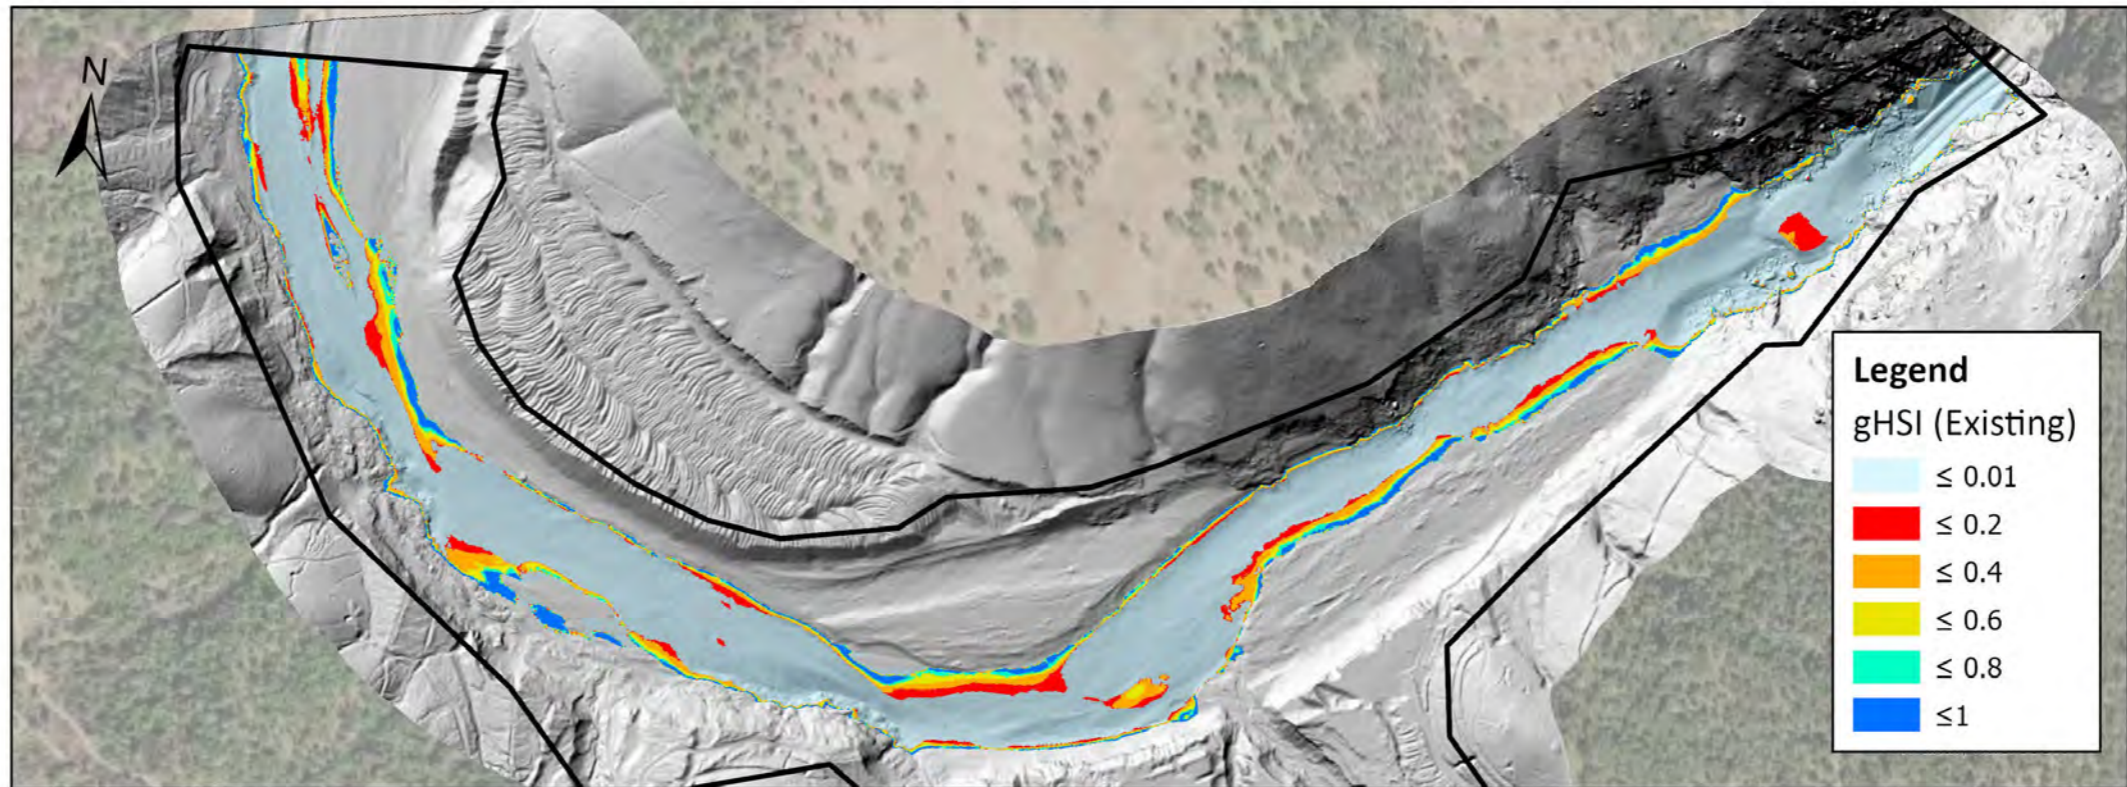 N
Legend
gHSI (Existing)
≤ 0.01
≤ 0.2
≤ 0.4
≤ 0.6
≤ 0.8
≤1